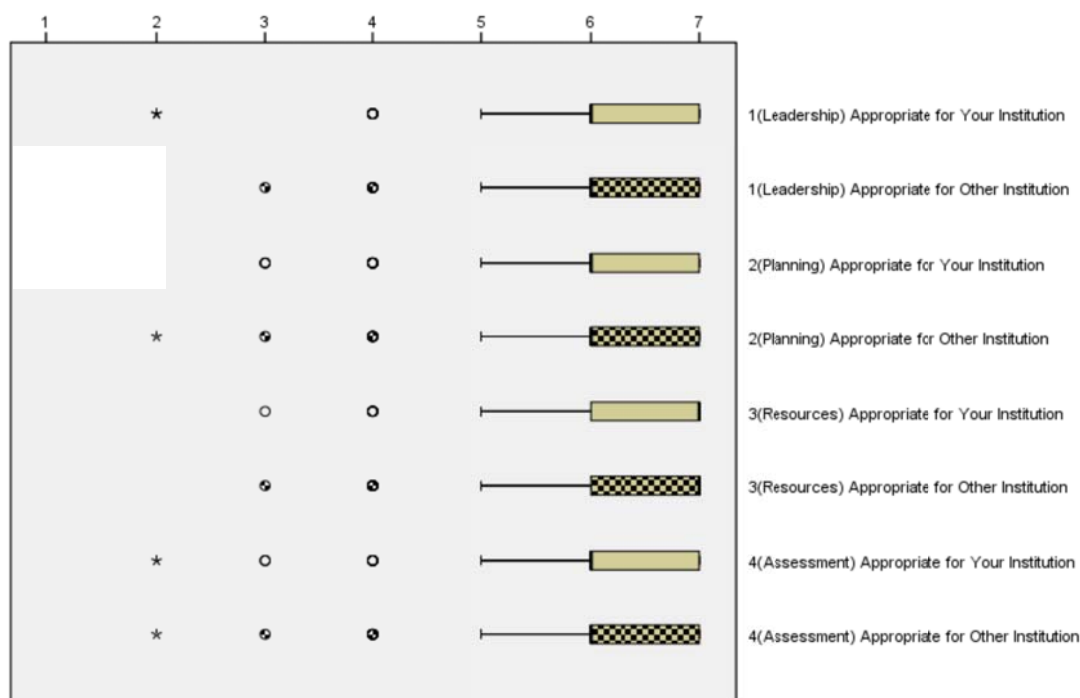 1 2 3 4 5 6 7
1(Leadership) Appropriate for Your Institution
1(Leadership) Appropriate for Other Institution
2(Planning) Appropriate for Your Institution
2(Planning) Appropriate for Other Institution
3(Resources) Appropriate for Your Institution
3(Resources) Appropriate for Other Institution
4(Assessment) Appropriate for Your Institution
4(Assessment) Appropriate for Other Institution